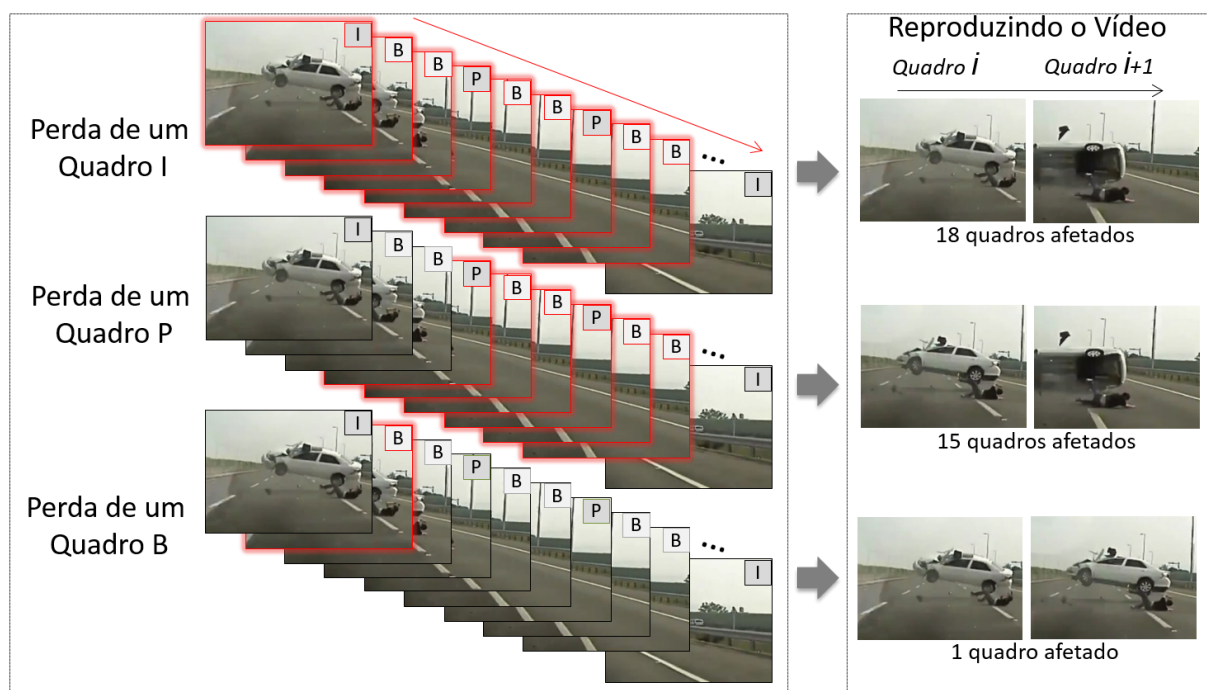 Perda de um
Quadro I
I
B
B
P
B
B
P
B
B
...
I
Perda de um
Quadro P
I
B
B
P
B
B
P
B
B
...
I
Perda de um
Quadro B
I
B
B
P
B
B
P
B
B
...
I
Reproduzindo o Vídeo
Quadro i Quadro i+1
18 quadros afetados
15 quadros afetados
1 quadro afetado